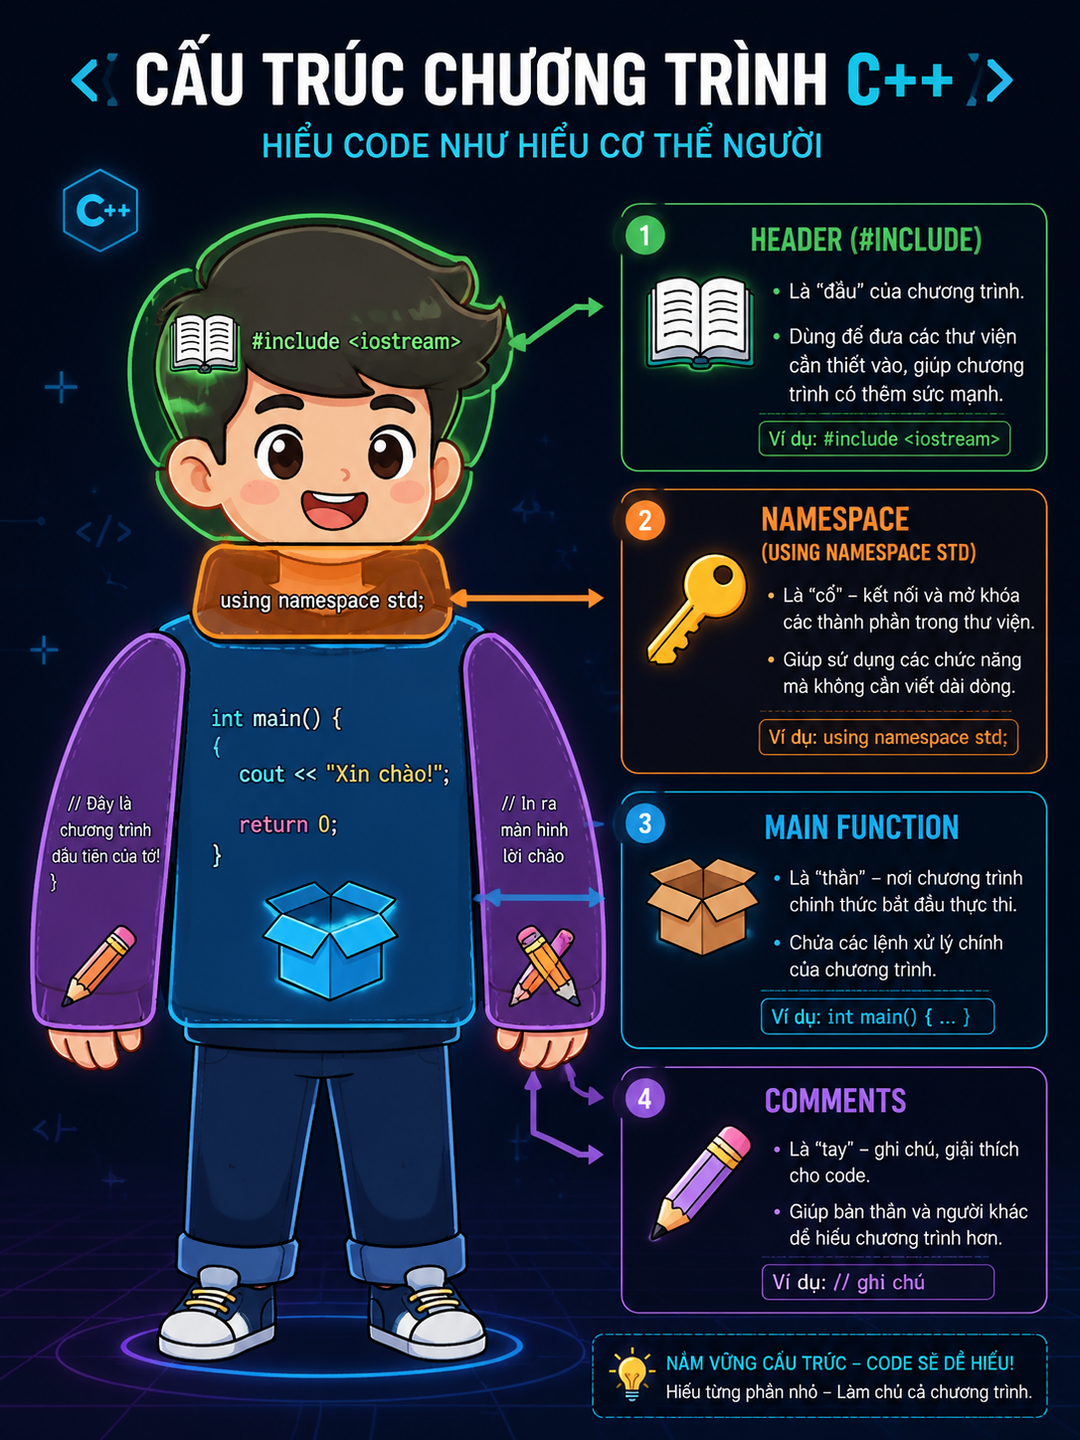 CẤU TRÚC CHƯƠNG TRÌNH C++
HIỂU CODE NHƯ HIỂU CƠ THỂ NGƯỜI
C++
#include <iostream>
using namespace std;
int main() {
{
cout << "Xin chào!";
return 0;
}
// Đây là
chương trình
đầu tiên của tớ!
}
// In ra
màn hình
lời chào
1
HEADER (#INCLUDE)
• Là “đầu” của chương trình.
• Dùng để đưa các thư viện
cần thiết vào, giúp chương
trình có thêm sức mạnh.
Ví dụ: #include <iostream>
2
NAMESPACE
(USING NAMESPACE STD)
• Là “cổ” – kết nối và mở khóa
các thành phần trong thư viện.
• Giúp sử dụng các chức năng
mà không cần viết dài dòng.
Ví dụ: using namespace std;
3
MAIN FUNCTION
• Là “thân” – nơi chương trình
chính thức bắt đầu thực thi.
• Chứa các lệnh xử lý chính
của chương trình.
Ví dụ: int main() { ... }
4
COMMENTS
• Là “tay” – ghi chú, giải thích
cho code.
• Giúp bản thân và người khác
dể hiếu chương trình hơn.
Ví dụ: // ghi chú
NẮM VỮNG CẤU TRỨC – CODE SẼ DỄ HIỂU!
Hiếu từng phần nhỏ – Làm chủ cả chương trình.